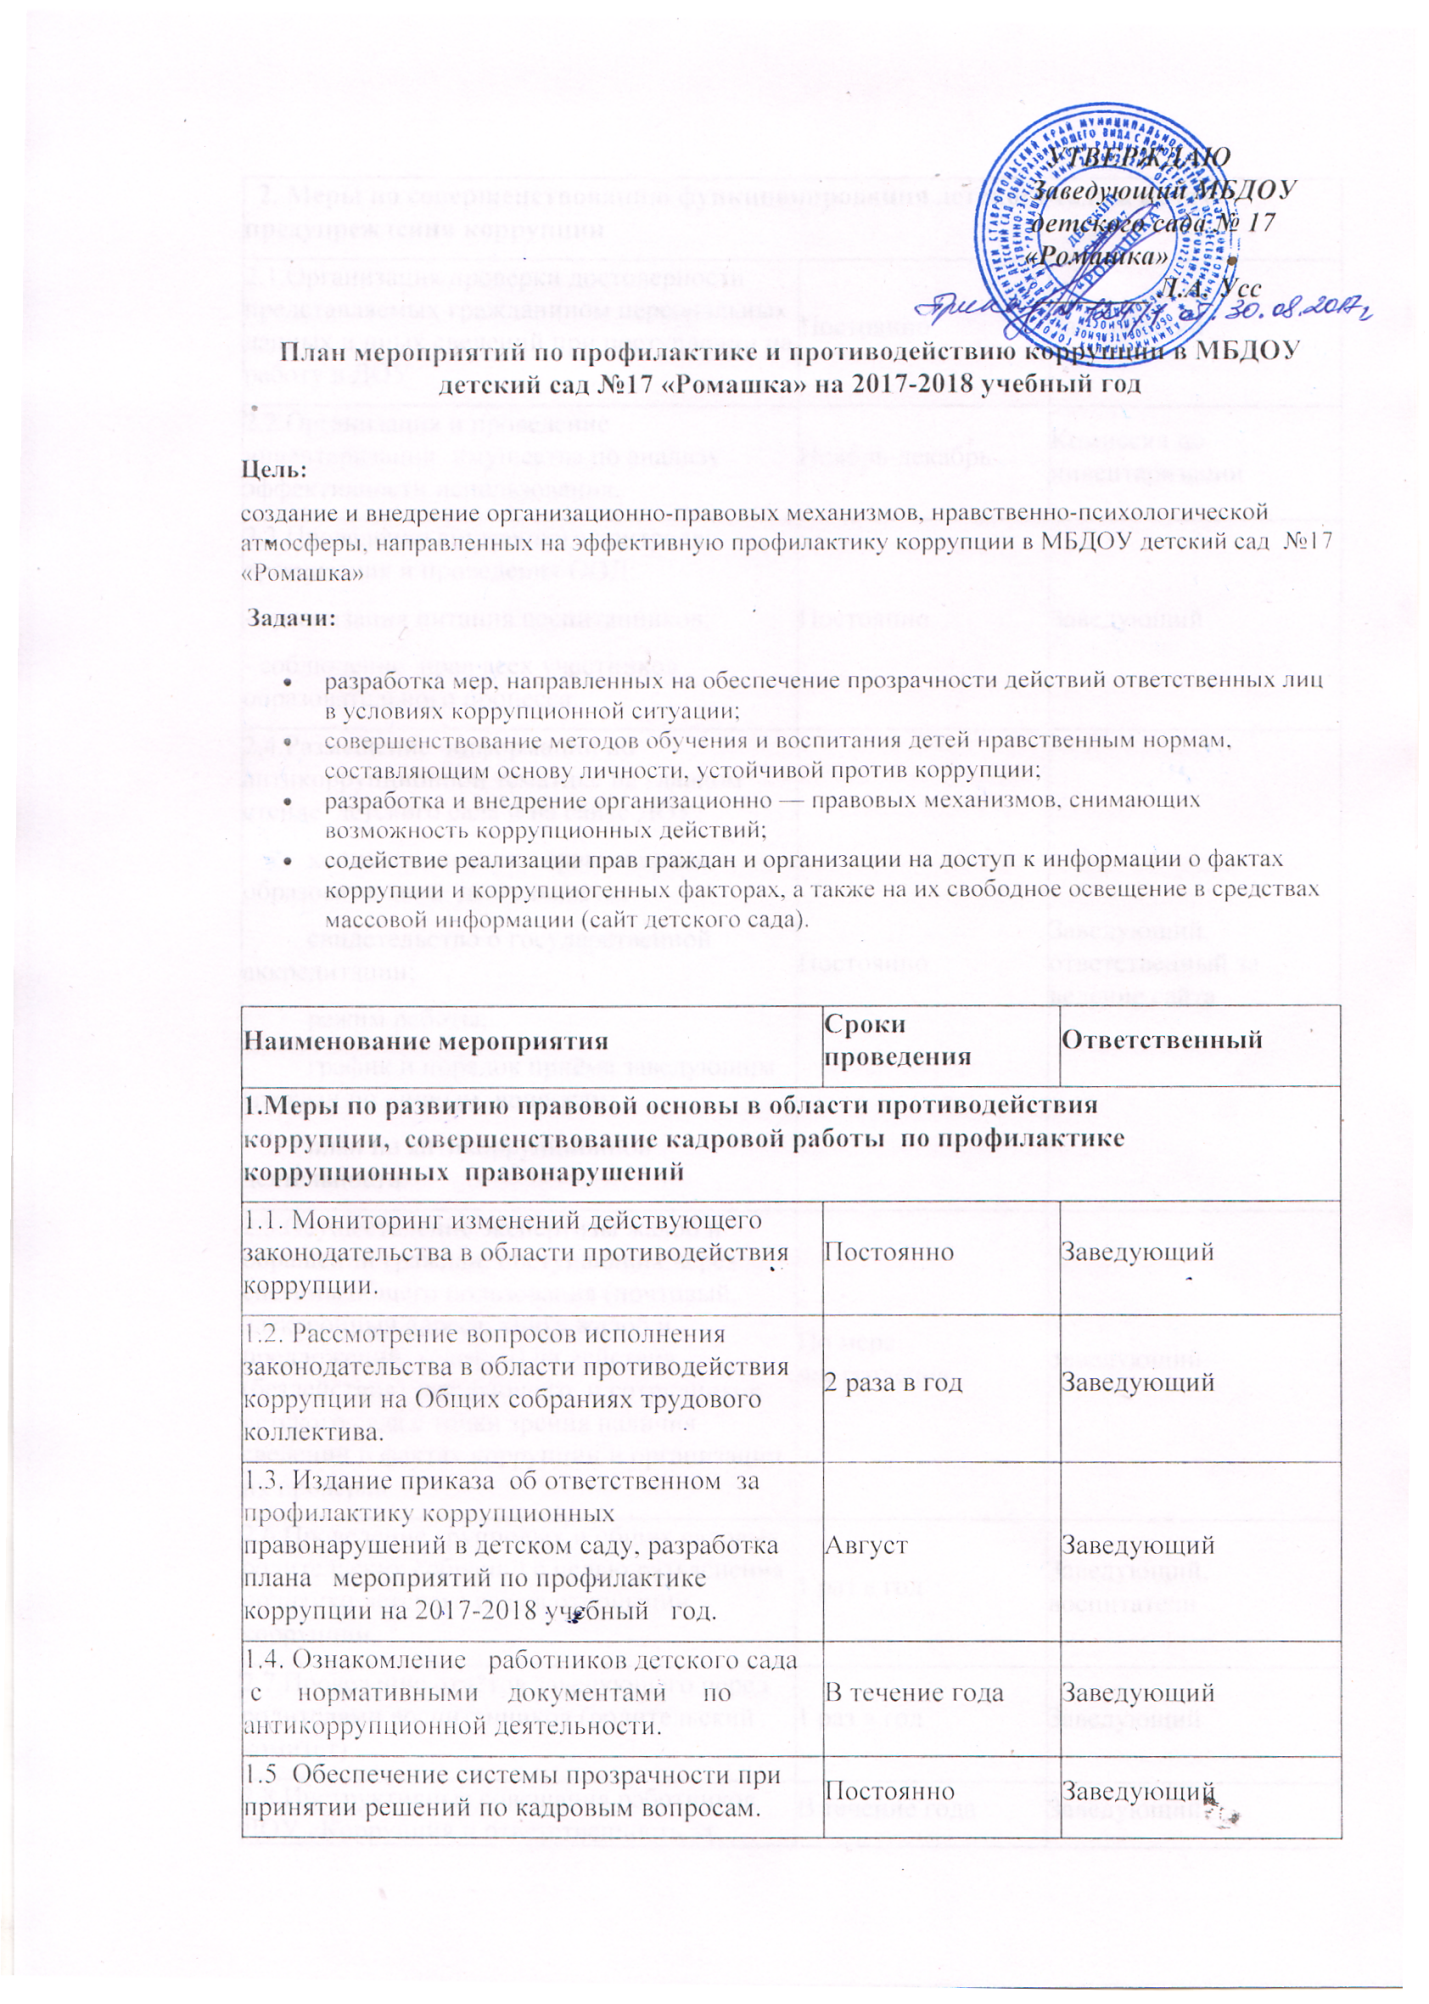 УТВЕРЖДАЮ
Заведующий МБДОУ
детского сада № 17
«Ромашка»
Л.А. Усс
от 30.08.2017г
План мероприятий по профилактике и противодействию коррупции в МБДОУ
детский сад №17 «Ромашка» на 2017-2018 учебный год
Цель:
создание и внедрение организационно-правовых механизмов, нравственно-психологической
атмосферы, направленных на эффективную профилактику коррупции в МБДОУ детский сад №17
«Ромашка»
Задачи:
• разработка мер, направленных на обеспечение прозрачности действий ответственных лиц
в условиях коррупционной ситуации;
• совершенствование методов обучения и воспитания детей нравственным нормам,
составляющим основу личности, устойчивой против коррупции;
• разработка и внедрение организационно — правовых механизмов, снимающих
возможность коррупционных действий;
• содействие реализации прав граждан и организации на доступ к информации о фактах
коррупции и коррупциогенных факторах, а также на их свободное освещение в средствах
массовой информации (сайт детского сада).
Наименование мероприятия
Сроки
проведения
Ответственный
1.Меры по развитию правовой основы в области противодействия
коррупции, совершенствование кадровой работы по профилактике
коррупционных правонарушений
1.1. Мониторинг изменений действующего
законодательства в области противодействия
коррупции.
Постоянно
Заведующий
1.2. Рассмотрение вопросов исполнения
законодательства в области противодействия
коррупции на Общих собраниях трудового
коллектива.
2 раза в год
Заведующий
1.3. Издание приказа об ответственном за
профилактику коррупционных
правонарушений в детском саду, разработка
плана мероприятий по профилактике
коррупции на 2017-2018 учебный год.
Август
Заведующий
1.4. Ознакомление работников детского сада
с нормативными документами по
антикоррупционной деятельности.
В течение года
Заведующий
1.5 Обеспечение системы прозрачности при
принятии решений по кадровым вопросам.
Постоянно
Заведующий